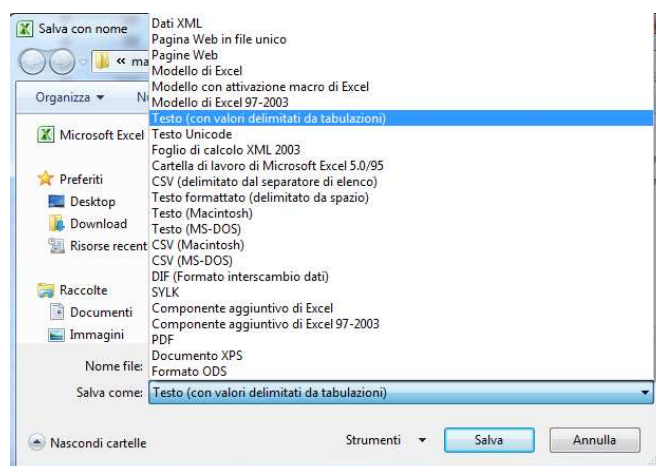 Salva con nome
« ma
Organizza
Microsoft Excel
Preferiti
Desktop
Download
Risorse recent
Raccolte
Documenti
Immagini
Dati XML
Pagina Web in file unico
Pagine Web
Modello di Excel
Modello con attivazione macro di Excel
Modello di Excel 97-2003
Testo (con valori delimitati da tabulazioni)
Testo Unicode
Foglio di calcolo XML 2003
Cartella di lavoro di Microsoft Excel 5.0/95
CSV (delimitato dal separatore di elenco)
Testo formattato (delimitato da spazio)
Testo (Macintosh)
Testo (MS-DOS)
CSV (Macintosh)
CSV (MS-DOS)
DIF (Formato interscambio dati)
SYLK
Componente aggiuntivo di Excel
Componente aggiuntivo di Excel 97-2003
PDF
Documento XPS
Formato ODS
Nome file:
Salva come: Testo (con valori delimitati da tabulazioni)
Nascondi cartelle Strumenti Salva Annulla